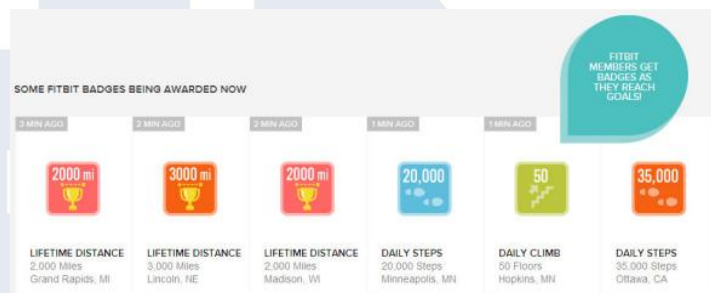 FITBIT
MEMBERS GET
BADGES AS
THEY REACH
GOALS!
SOME FITBIT BADGES BEING AWARDED NOW
3 MIN AGO
2 MIN AGO
2 MIN AGO
1 MIN AGO
1 MIN AGO
2000 mi
3000 mi
2000 mi
20,000
50
35,000
LIFETIME DISTANCE
2,000 Miles
Grand Rapids, MI
LIFETIME DISTANCE
3,000 Miles
Lincoln, NE
LIFETIME DISTANCE
2,000 Miles
Madison, WI
DAILY STEPS
20,000 Steps
Minneapolis, MN
DAILY CLIMB
50 Floors
Hopkins, MN
DAILY STEPS
35,000 Steps
Ottawa, CA